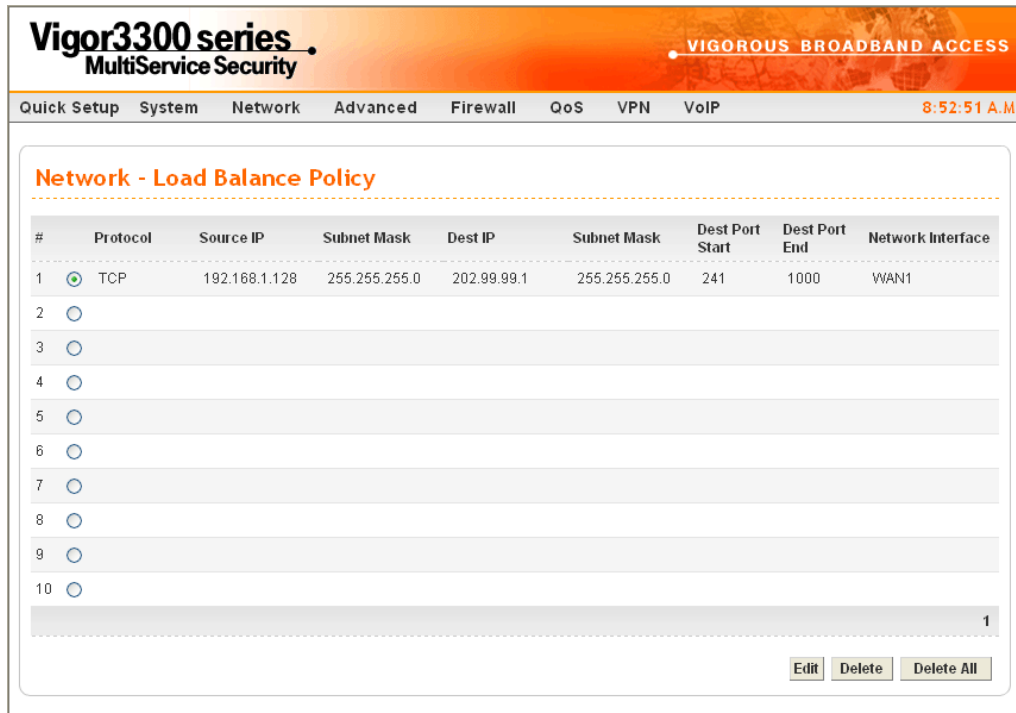 Vigor3300 series
MultiService Security
VIGOROUS BROADBAND ACCESS
Quick Setup System Network Advanced Firewall QoS VPN VoIP 8:52:51 A.M
Network - Load Balance Policy
# Protocol Source IP Subnet Mask Dest IP Subnet Mask Dest Port Start Dest Port End Network Interface
1 TCP 192.168.1.128 255.255.255.0 202.99.99.1 255.255.255.0 241 1000 WAN1
2
3
4
5
6
7
8
9
10
1
Edit Delete Delete All